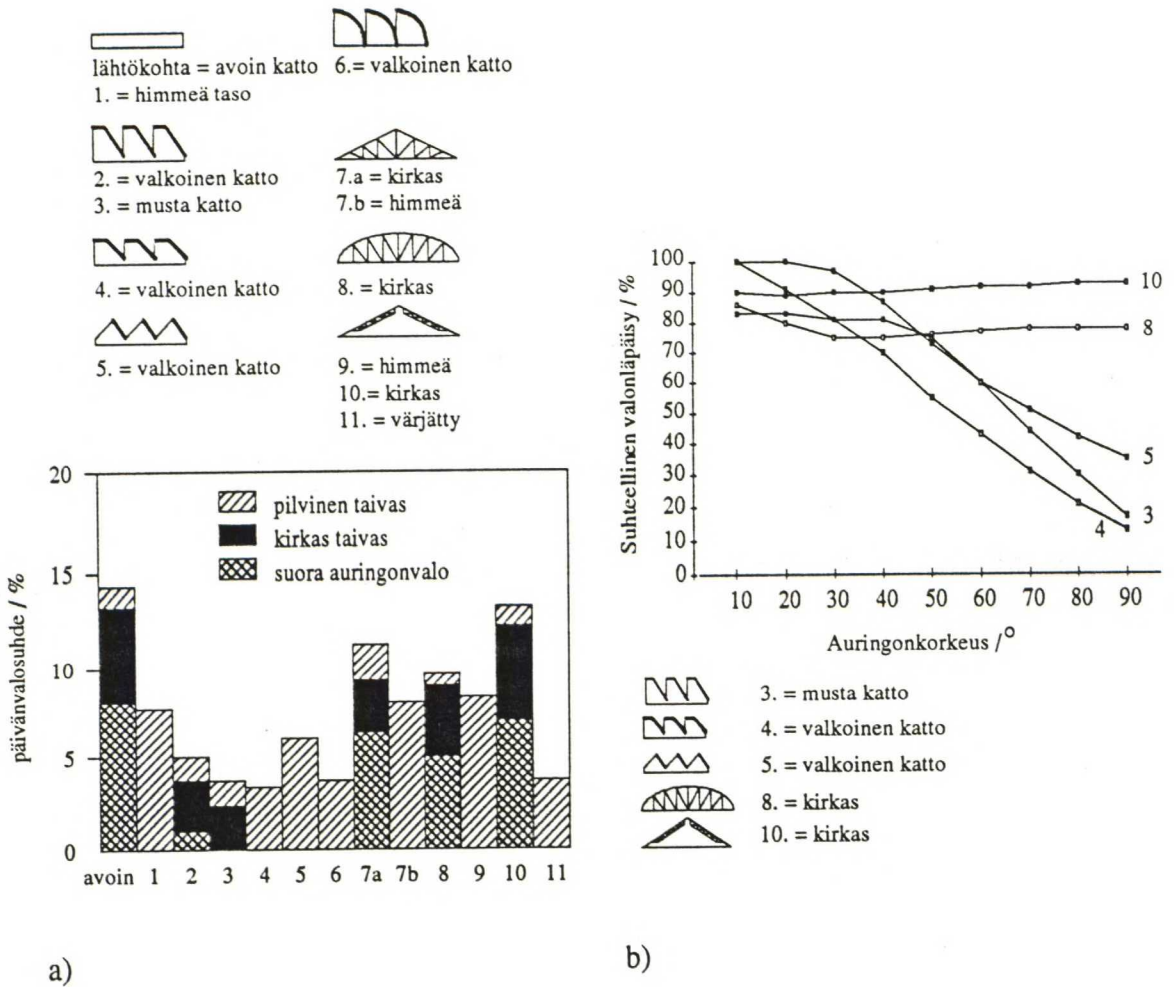 lähtökohta = avoin katto
1. = himmeä taso
6.= valkoinen katto
2. = valkoinen katto
3. = musta katto
7.a = kirkas
7.b = himmeä
4. = valkoinen katto
8. = kirkas
5. = valkoinen katto
9. = himmeä
10.= kirkas
11. = värjätty
päivänvalosuhde / %
20
15
10
5
0
pilvinen taivas
kirkas taivas
suora auringonvalo
avoin 1 2 3 4 5 6 7a 7b 8 9 10 11
a)
Suhteellinen valonläpäisy / %
100
90
80
70
60
50
40
30
20
10
0
10
8
5
3
4
10 20 30 40 50 60 70 80 90
Auringonkorkeus /°
3. = musta katto
4. = valkoinen katto
5. = valkoinen katto
8. = kirkas
10. = kirkas
b)